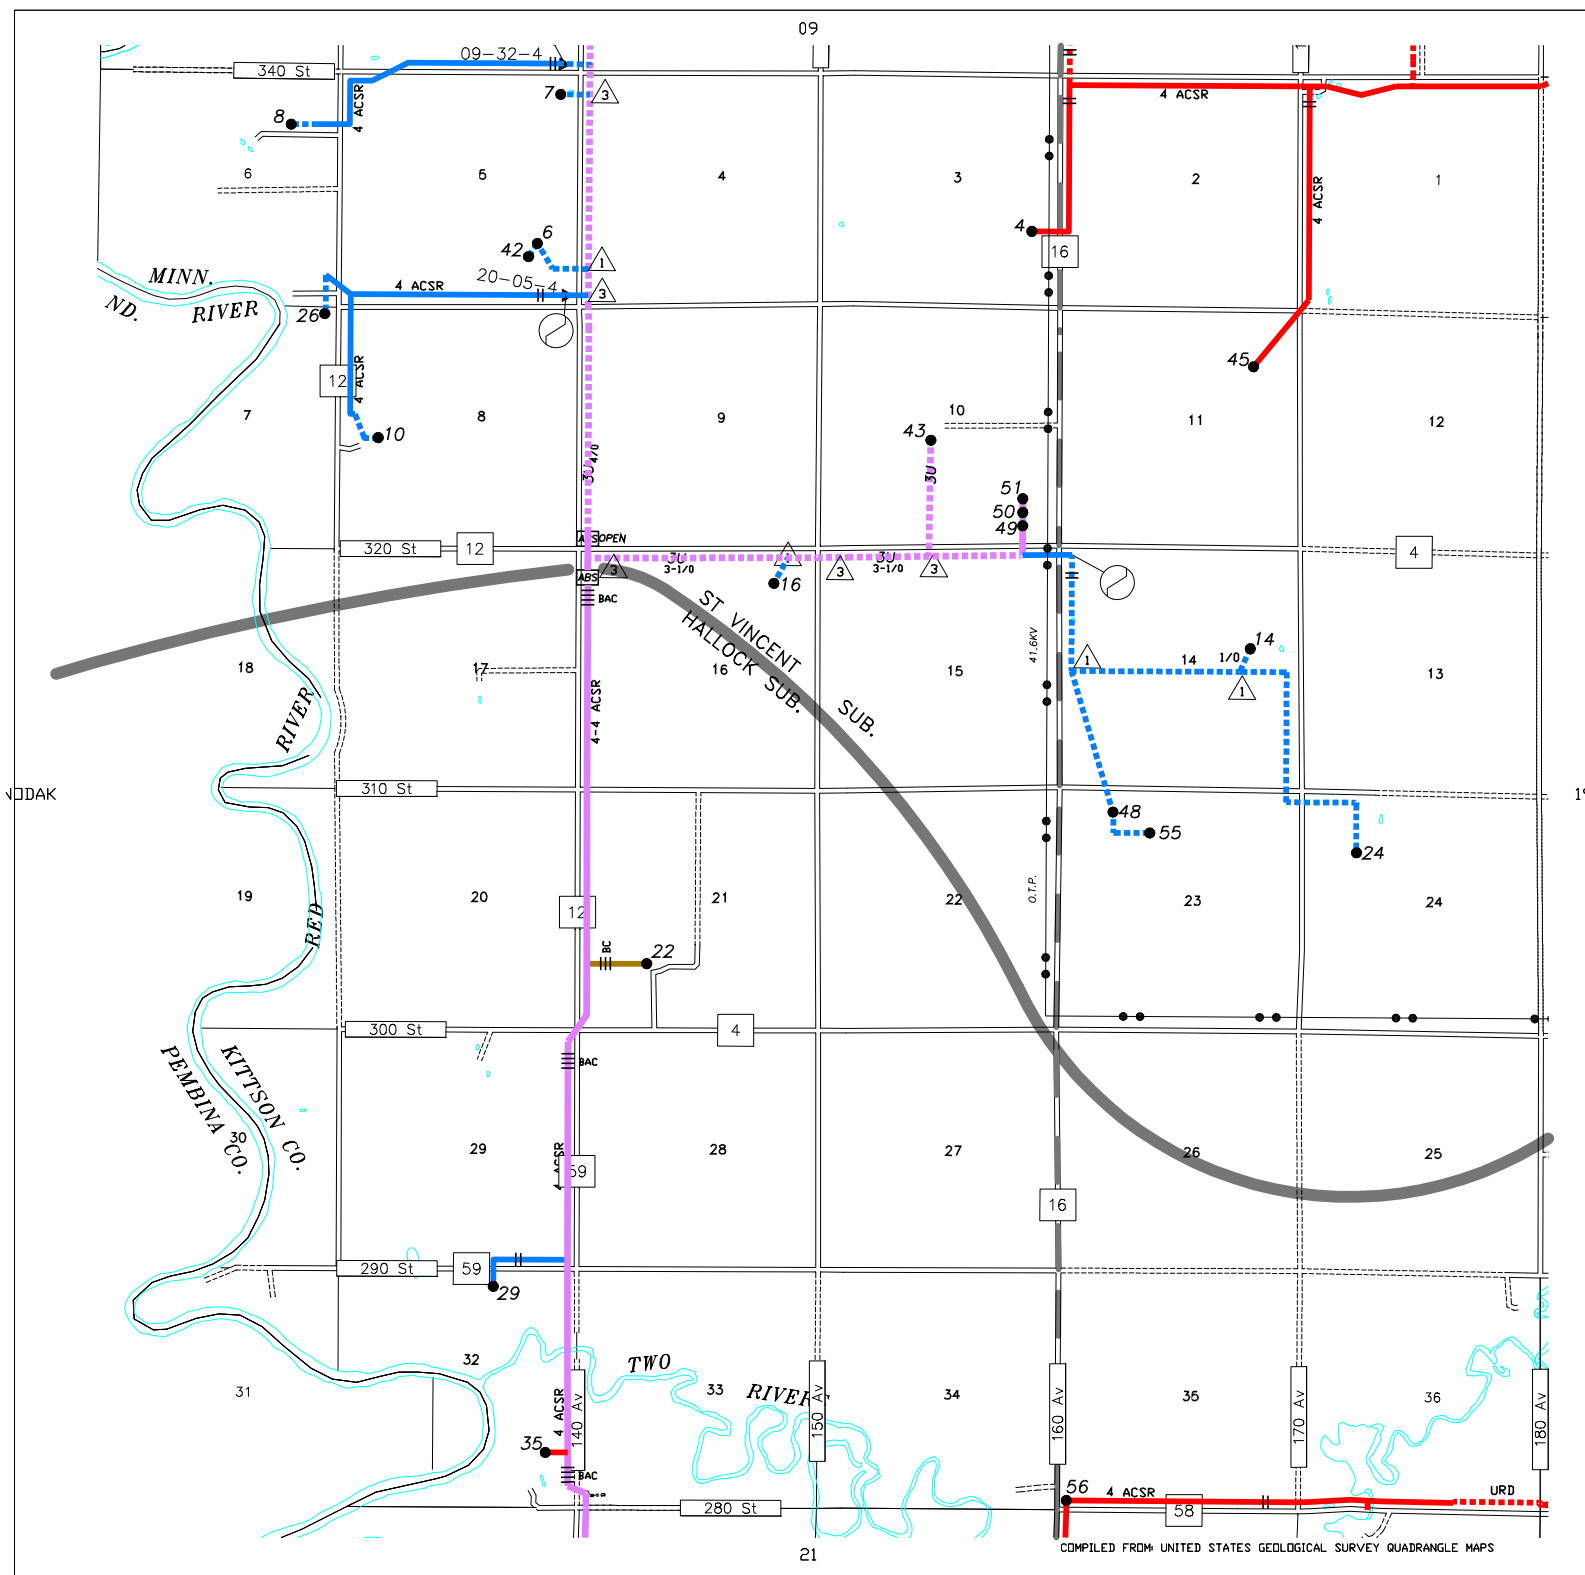 09
09-32-4
340 St
7
3
4 ACSR
8
4 ACSR
6
5
4
3
2
1
4 ACSR
4
16
6
42
1
20-05-4
3
4 ACSR
MINN.
ND.
RIVER
26
12
4 ACSR
45
7
8
9
10
11
12
10
43
3U 4/0
3U
51
50
49
ABS OPEN
320 St
12
4
3U
3-1/0
3U
3-1/0
3
1
3
3
ABS
BAC
16
ST VINCENT SUB.
HALLOCK SUB.
41.6KV
14
1/0
14
1
1
18
17
16
15
13
4-4 ACSR
RIVER
NODAK
310 St
48
55
24
19
20
21
22
23
24
O.T.P.
RED
12
BC
22
300 St
4
BAC
KITTSON CO.
PEMBINA CO.
30
29
28
27
26
25
4 ACSR
59
16
290 St
59
29
32
TWO
31
33
RIVERS
34
35
36
4 ACSR
140 Av
150 Av
160 Av
170 Av
180 Av
35
BAC
56
4 ACSR
URD
280 St
58
COMPILED FROM: UNITED STATES GEOLOGICAL SURVEY QUADRANGLE MAPS
21